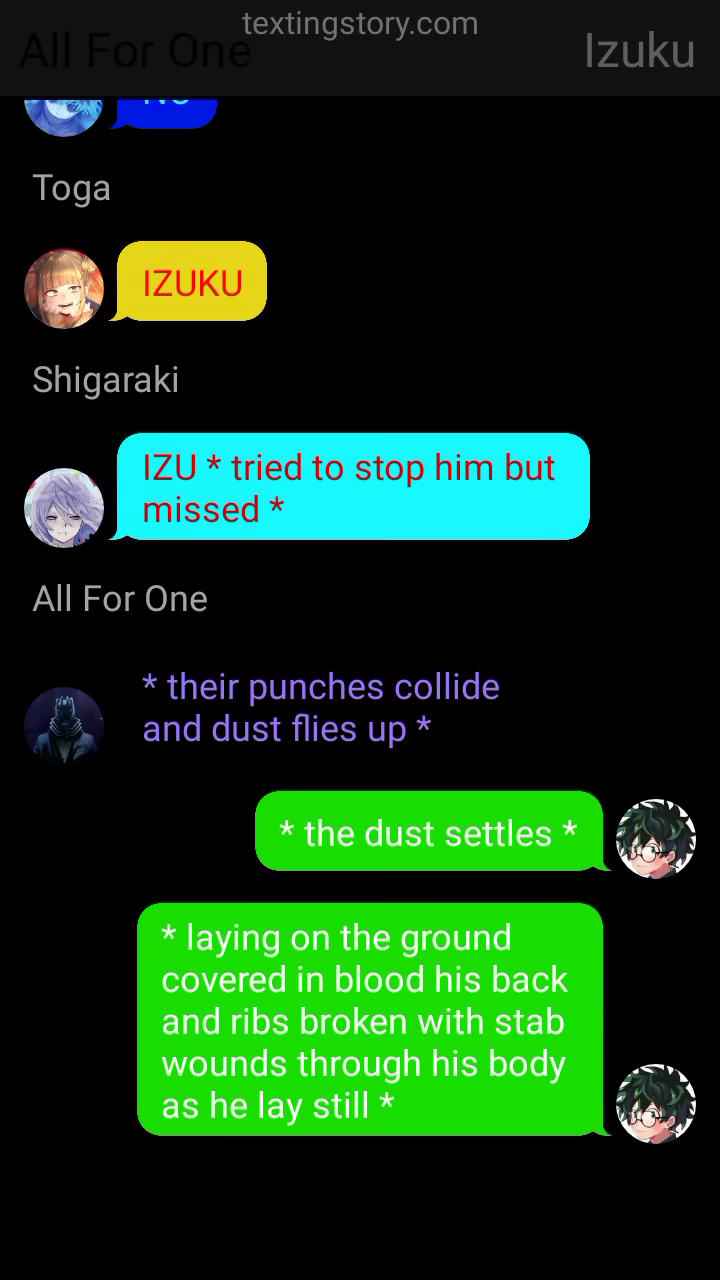 textingstory.com
All For One
Izuku
No
Toga
IZUKU
Shigaraki
IZU * tried to stop him but
missed *
All For One
* their punches collide
and dust flies up *
* the dust settles *
* laying on the ground
covered in blood his back
and ribs broken with stab
wounds through his body
as he lay still *